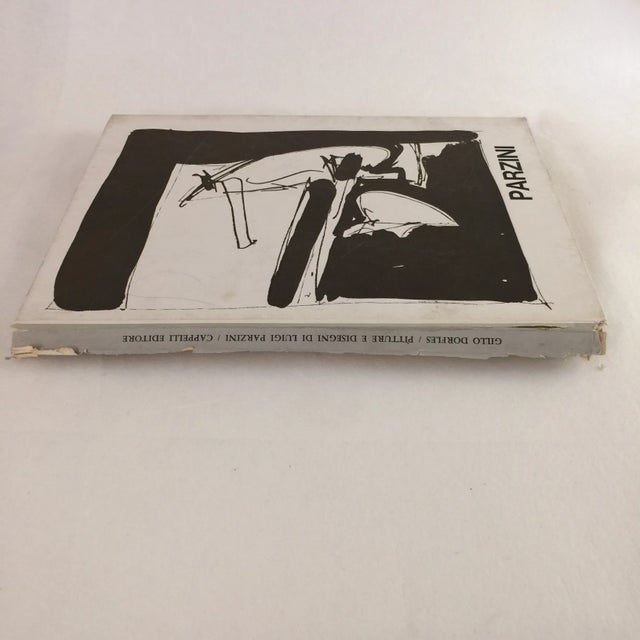 PARZINI
GILLO DORFLES / PITTURE E DISEGNI DI LUIGI PARZINI / CAPPELLI EDITORE